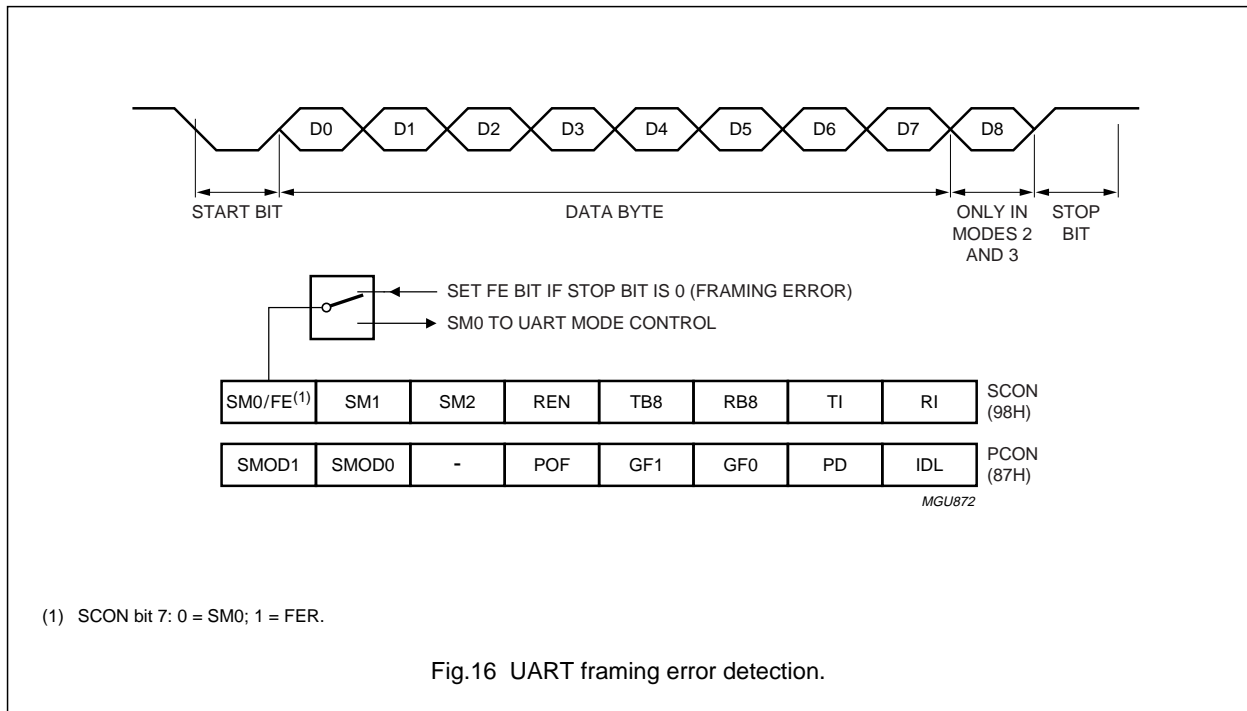 D0 D1 D2 D3 D4 D5 D6 D7 D8
START BIT
DATA BYTE
ONLY IN
MODES 2
AND 3
STOP
BIT
SET FE BIT IF STOP BIT IS 0 (FRAMING ERROR)
SM0 TO UART MODE CONTROL
SM0/FE(1) SM1 SM2 REN TB8 RB8 TI RI
SCON
(98H)
SMOD1 SMOD0 - POF GF1 GF0 PD IDL
PCON
(87H)
MGU872
(1) SCON bit 7: 0 = SM0; 1 = FER.
Fig.16 UART framing error detection.